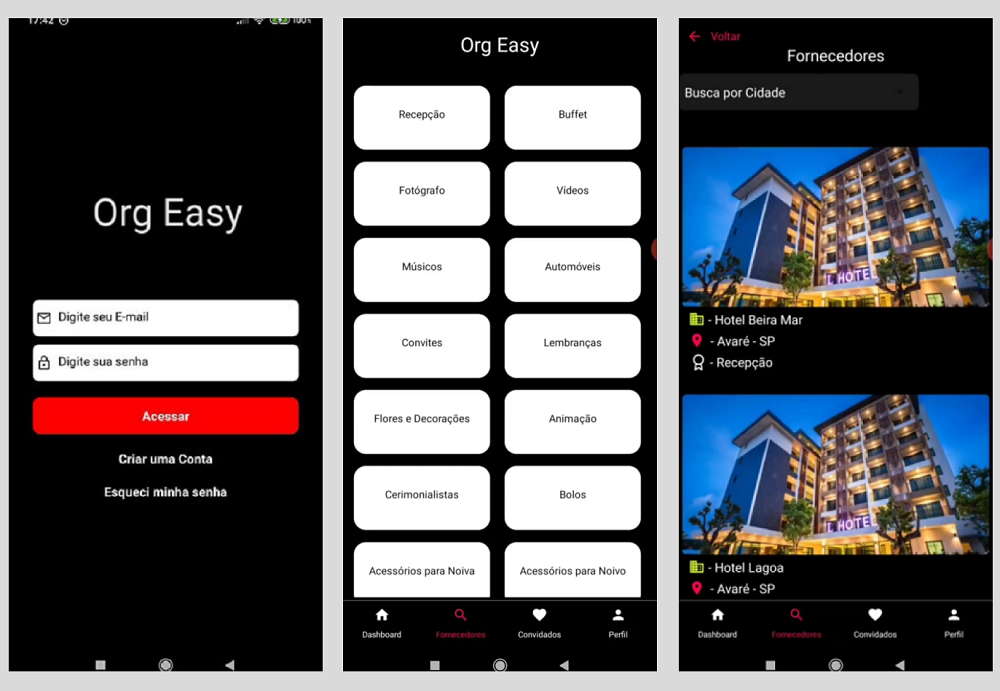 17:42
100%
Org Easy
Digite seu E-mail
Digite sua senha
Acessar
Criar uma Conta
Esqueci minha senha
Org Easy
Recepção
Buffet
Fotógrafo
Vídeos
Músicos
Automóveis
Convites
Lembranças
Flores e Decorações
Animação
Cerimonialistas
Bolos
Acessórios para Noiva
Acessórios para Noivo
Dashboard
Fornecedores
Convidados
Perfil
Voltar
Fornecedores
Busca por Cidade
HOTEL
- Hotel Beira Mar
- Avaré - SP
- Recepção
HOTEL
- Hotel Lagoa
- Avaré - SP
Dashboard
Fornecedores
Convidados
Perfil